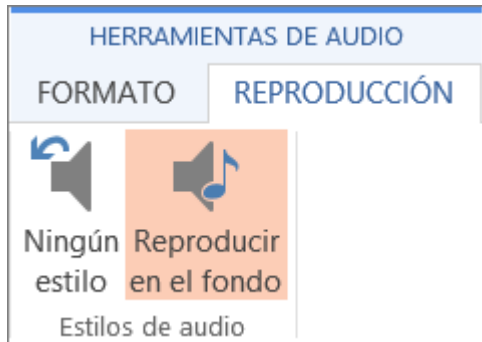 HERRAMIENTAS DE AUDIO
FORMATO REPRODUCCIÓN
Ningún Reproducir
estilo en el fondo
Estilos de audio